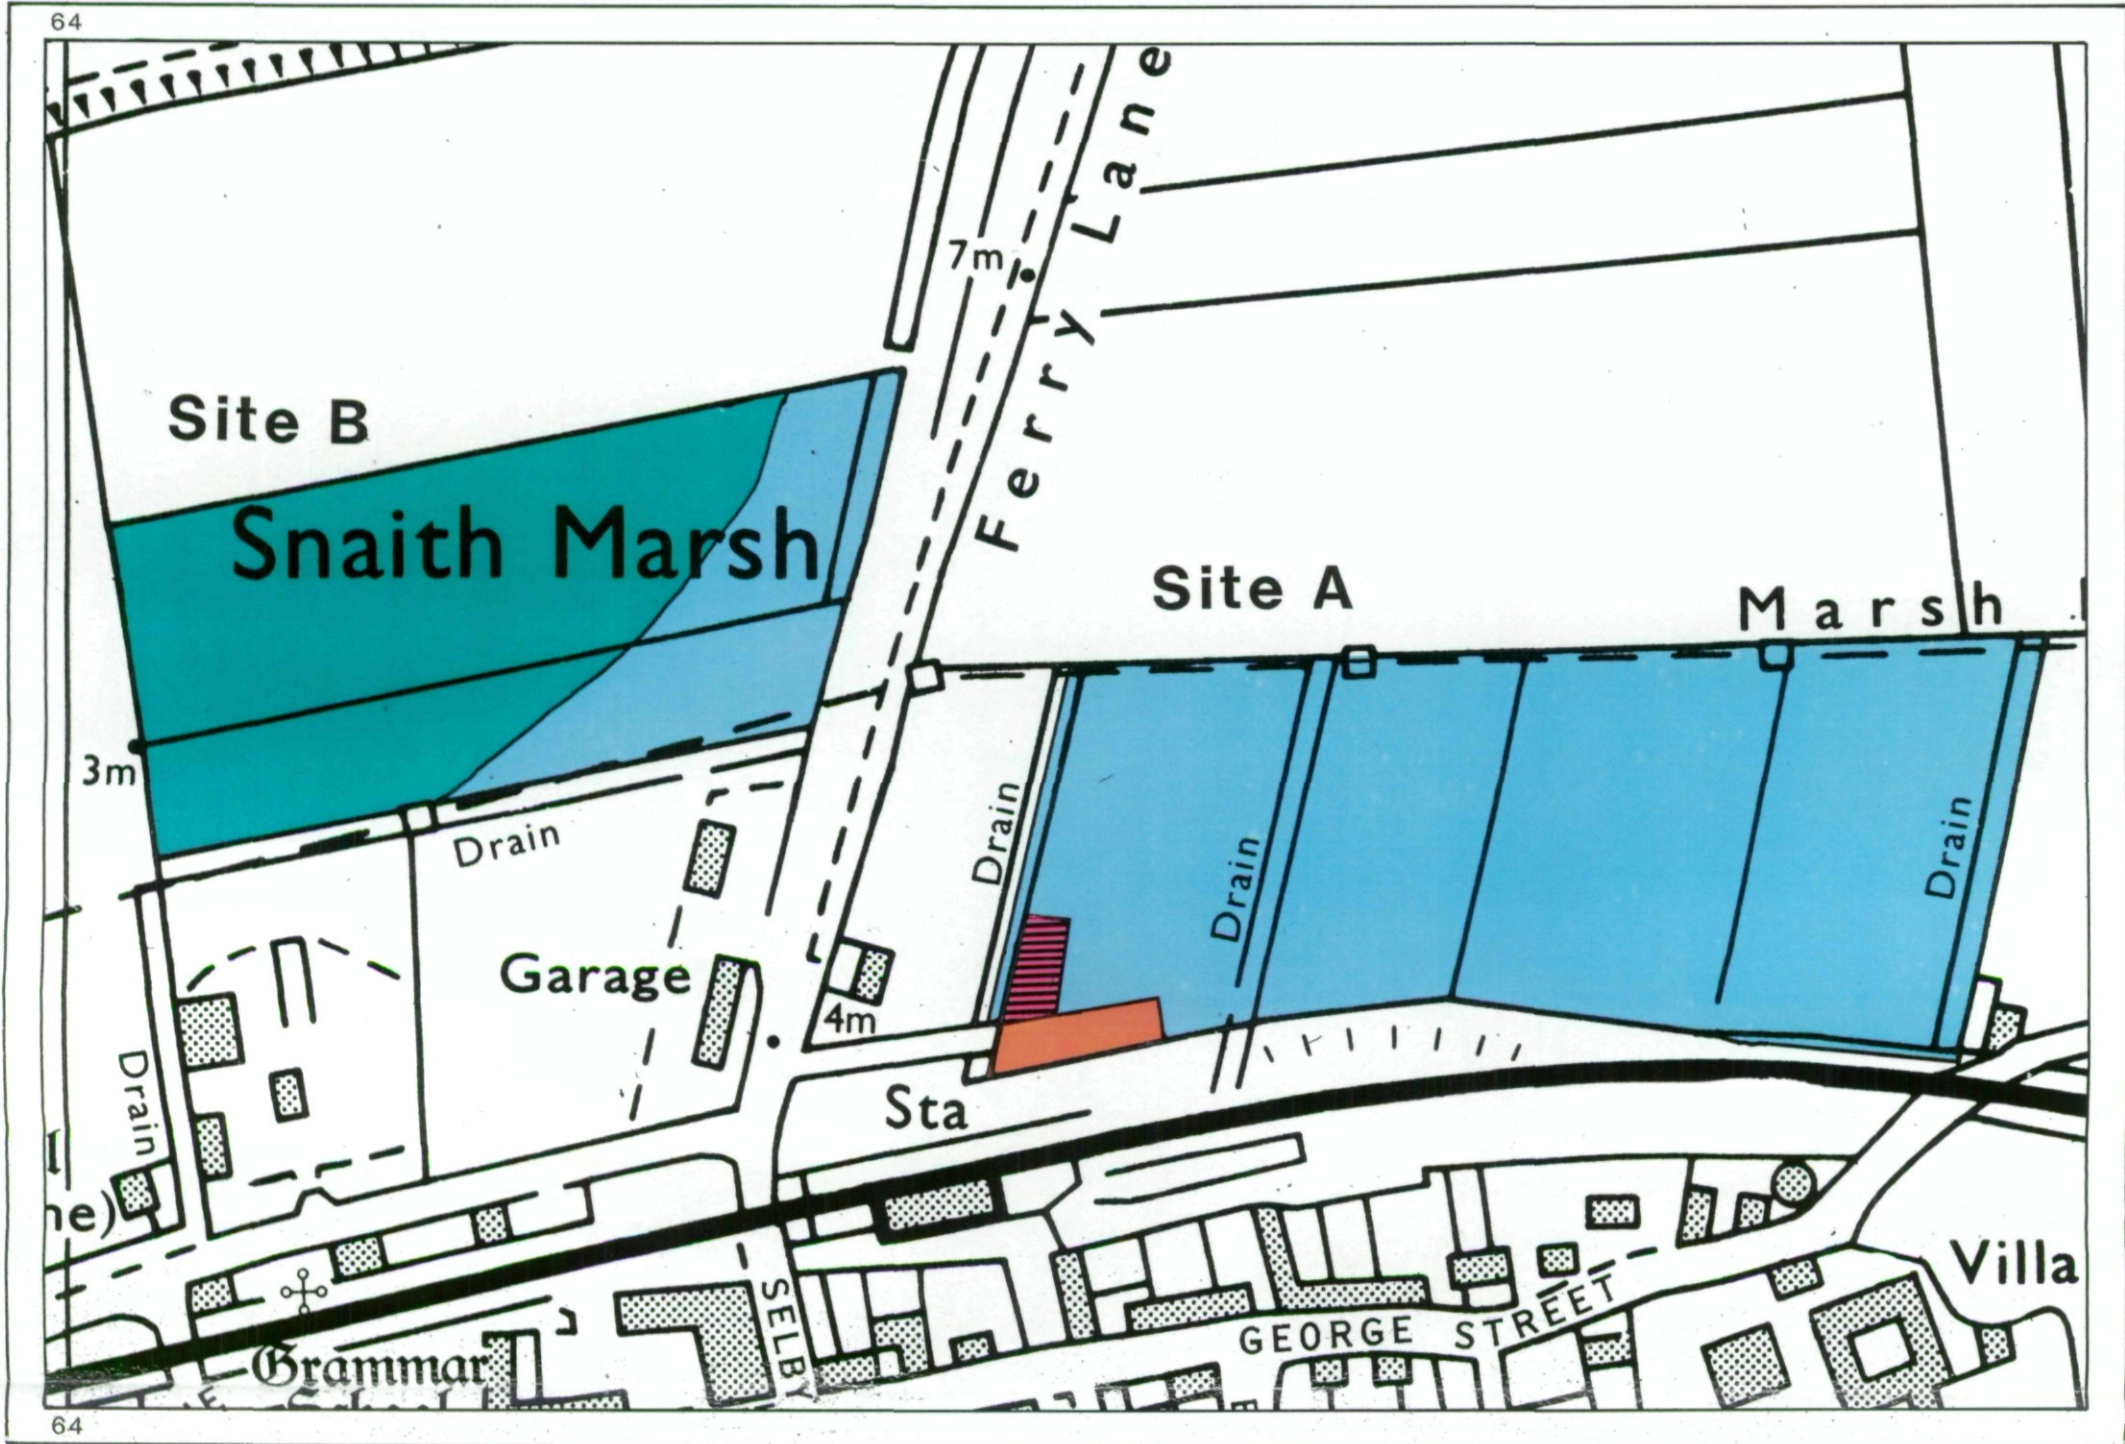 64
Ferry Lane
7m
Site B
Snaith Marsh
Site A
Marsh
3m
Drain
Drain
Drain
Drain
Garage
4m
Drain
Sta
ne)
Villa
SELBY
GEORGE STREET
Grammar
School
64